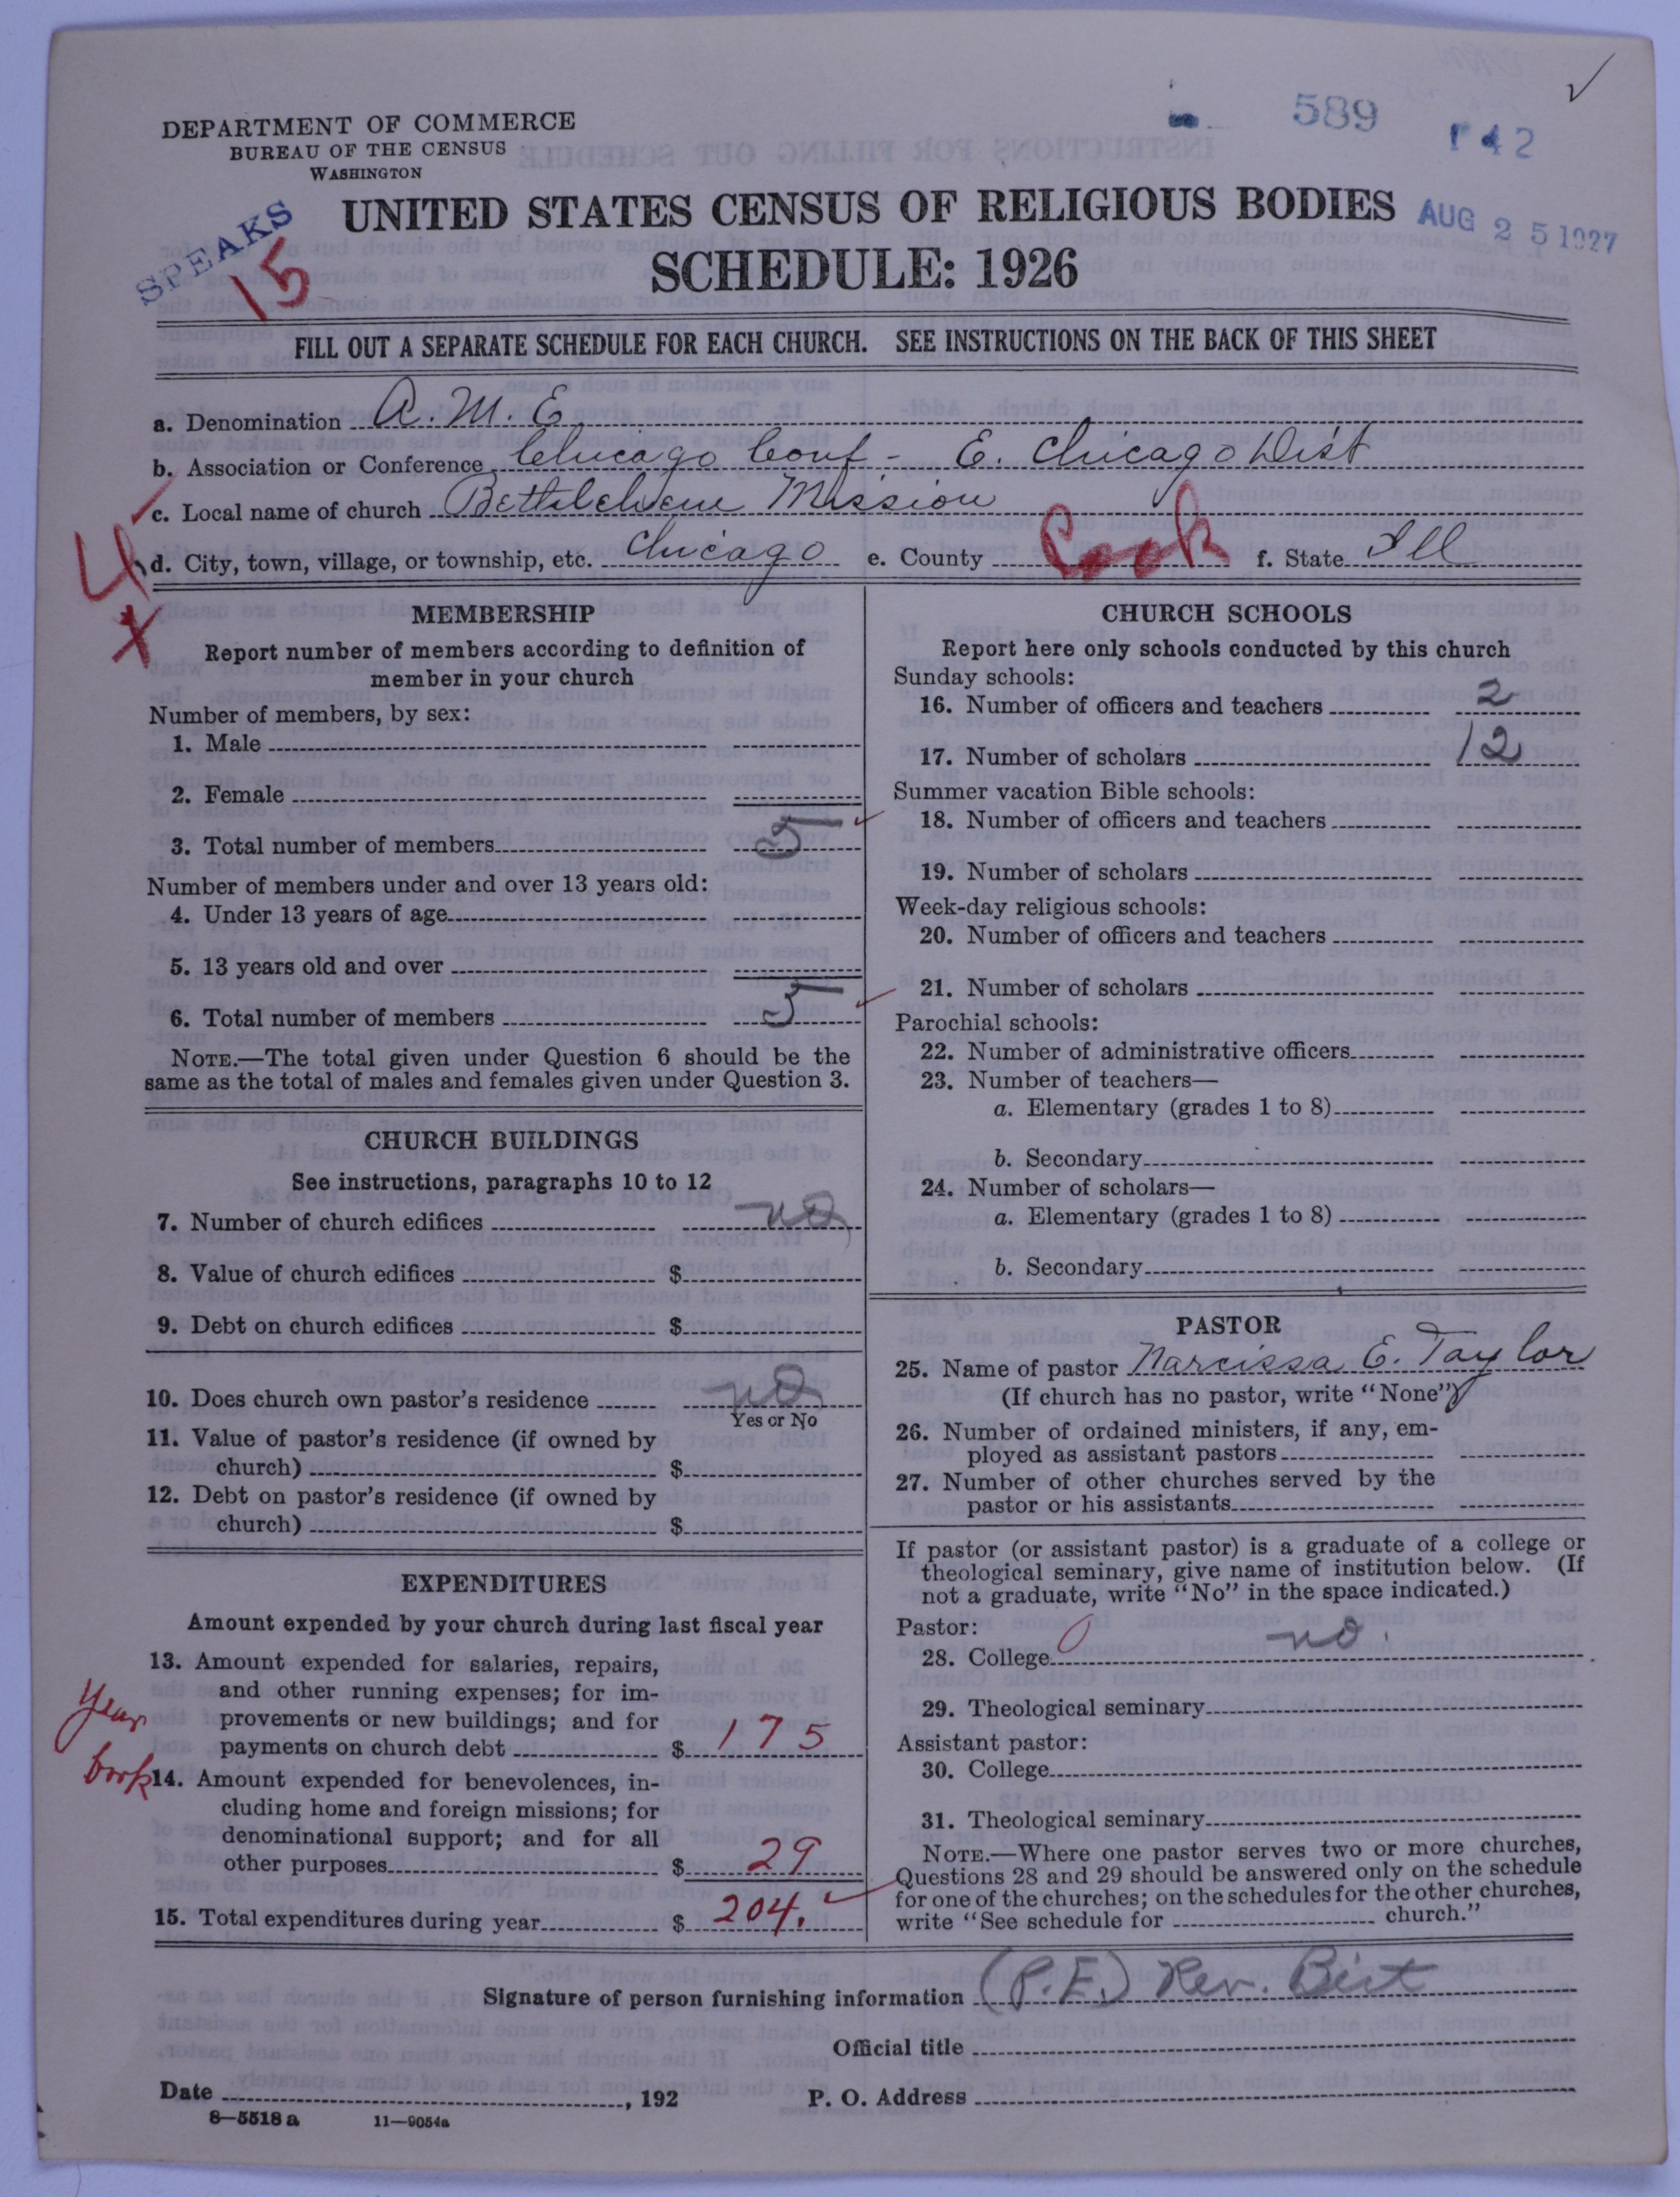 589
42
✓
DEPARTMENT OF COMMERCE
BUREAU OF THE CENSUS
WASHINGTON
UNITED STATES CENSUS OF RELIGIOUS BODIES
AUG 25 1927
SPEAKS
15
SCHEDULE: 1926
FILL OUT A SEPARATE SCHEDULE FOR EACH CHURCH. SEE INSTRUCTIONS ON THE BACK OF THIS SHEET
a. Denomination A. M. E
b. Association or Conference Chicago Conf - E. Chicago Dist
c. Local name of church Bethlehem Mission
4 d. City, town, village, or township, etc. Chicago e. County Cook f. State Ill
X
MEMBERSHIP
Report number of members according to definition of
member in your church
Number of members, by sex:
1. Male
2. Female
3. Total number of members 5
Number of members under and over 13 years old:
4. Under 13 years of age
5. 13 years old and over
6. Total number of members 5
NOTE.—The total given under Question 6 should be the
same as the total of males and females given under Question 3.
CHURCH BUILDINGS
See instructions, paragraphs 10 to 12
7. Number of church edifices no
8. Value of church edifices $
9. Debt on church edifices $
10. Does church own pastor's residence no
Yes or No
11. Value of pastor's residence (if owned by
church) $
12. Debt on pastor's residence (if owned by
church) $
EXPENDITURES
Amount expended by your church during last fiscal year
13. Amount expended for salaries, repairs,
and other running expenses; for im-
provements or new buildings; and for
payments on church debt $ 175
Year
book
14. Amount expended for benevolences, in-
cluding home and foreign missions; for
denominational support; and for all
other purposes $ 29
15. Total expenditures during year $ 204.
CHURCH SCHOOLS
Report here only schools conducted by this church
Sunday schools:
16. Number of officers and teachers 2
17. Number of scholars 12
Summer vacation Bible schools:
18. Number of officers and teachers
19. Number of scholars
Week-day religious schools:
20. Number of officers and teachers
21. Number of scholars
Parochial schools:
22. Number of administrative officers
23. Number of teachers—
a. Elementary (grades 1 to 8)
b. Secondary
24. Number of scholars—
a. Elementary (grades 1 to 8)
b. Secondary
PASTOR
25. Name of pastor Narcissa E. Taylor
(If church has no pastor, write "None")
26. Number of ordained ministers, if any, em-
ployed as assistant pastors
27. Number of other churches served by the
pastor or his assistants
If pastor (or assistant pastor) is a graduate of a college or
theological seminary, give name of institution below. (If
not a graduate, write "No" in the space indicated.)
Pastor:
28. College 0 no.
29. Theological seminary
Assistant pastor:
30. College
31. Theological seminary
NOTE.—Where one pastor serves two or more churches,
Questions 28 and 29 should be answered only on the schedule
for one of the churches; on the schedules for the other churches,
write "See schedule for church."
Signature of person furnishing information (P.E.) Rev. Birt
Official title
Date , 192 P. O. Address
8—5518 a 11—9054a